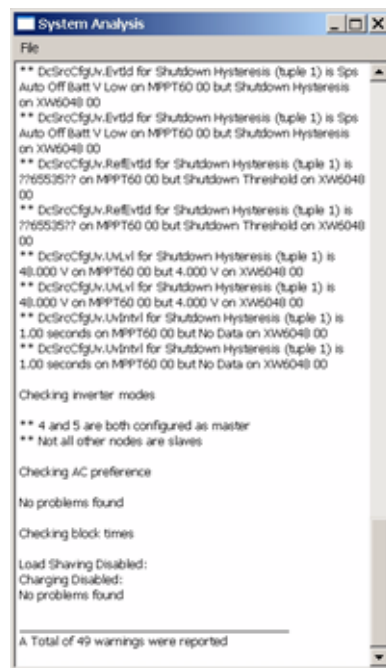 System Analysis
File
** DcSrcCfgUv.EvtId for Shutdown Hysteresis (tuple 1) is Sps
Auto Off Batt V Low on MPPT60 00 but Shutdown Hysteresis
on XW6048 00
** DcSrcCfgUv.EvtId for Shutdown Hysteresis (tuple 1) is Sps
Auto Off Batt V Low on MPPT60 00 but Shutdown Hysteresis
on XW6048 00
** DcSrcCfgUv.RefEvtId for Shutdown Hysteresis (tuple 1) is
??65535?? on MPPT60 00 but Shutdown Threshold on XW6048
00
** DcSrcCfgUv.RefEvtId for Shutdown Hysteresis (tuple 1) is
??65535?? on MPPT60 00 but Shutdown Threshold on XW6048
00
** DcSrcCfgUv.UvLvl for Shutdown Hysteresis (tuple 1) is
48.000 V on MPPT60 00 but 4.000 V on XW6048 00
** DcSrcCfgUv.UvLvl for Shutdown Hysteresis (tuple 1) is
48.000 V on MPPT60 00 but 4.000 V on XW6048 00
** DcSrcCfgUv.UvIntvl for Shutdown Hysteresis (tuple 1) is
1.00 seconds on MPPT60 00 but No Data on XW6048 00
** DcSrcCfgUv.UvIntvl for Shutdown Hysteresis (tuple 1) is
1.00 seconds on MPPT60 00 but No Data on XW6048 00
Checking inverter modes
** 4 and 5 are both configured as master
** Not all other nodes are slaves
Checking AC preference
No problems found
Checking block times
Load Shaving Disabled:
Charging Disabled:
No problems found
A Total of 49 warnings were reported